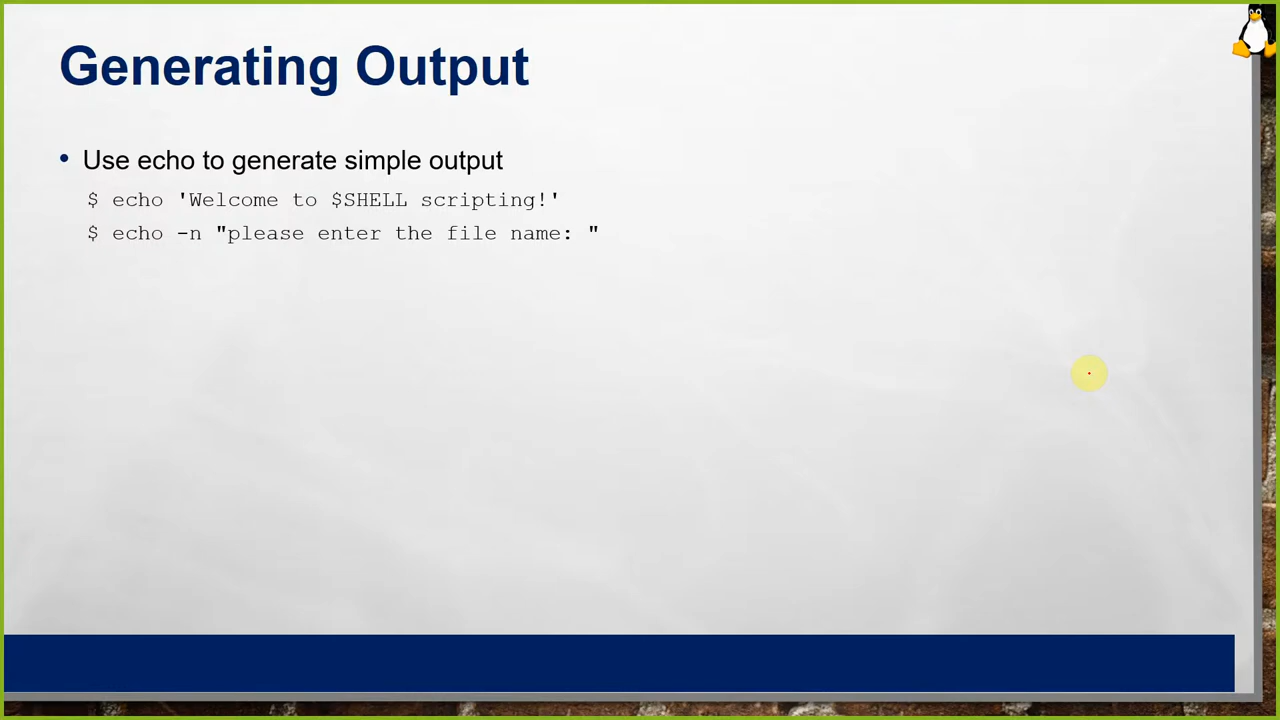 Generating Output
• Use echo to generate simple output
$ echo 'Welcome to $SHELL scripting!'
$ echo -n "please enter the file name: "